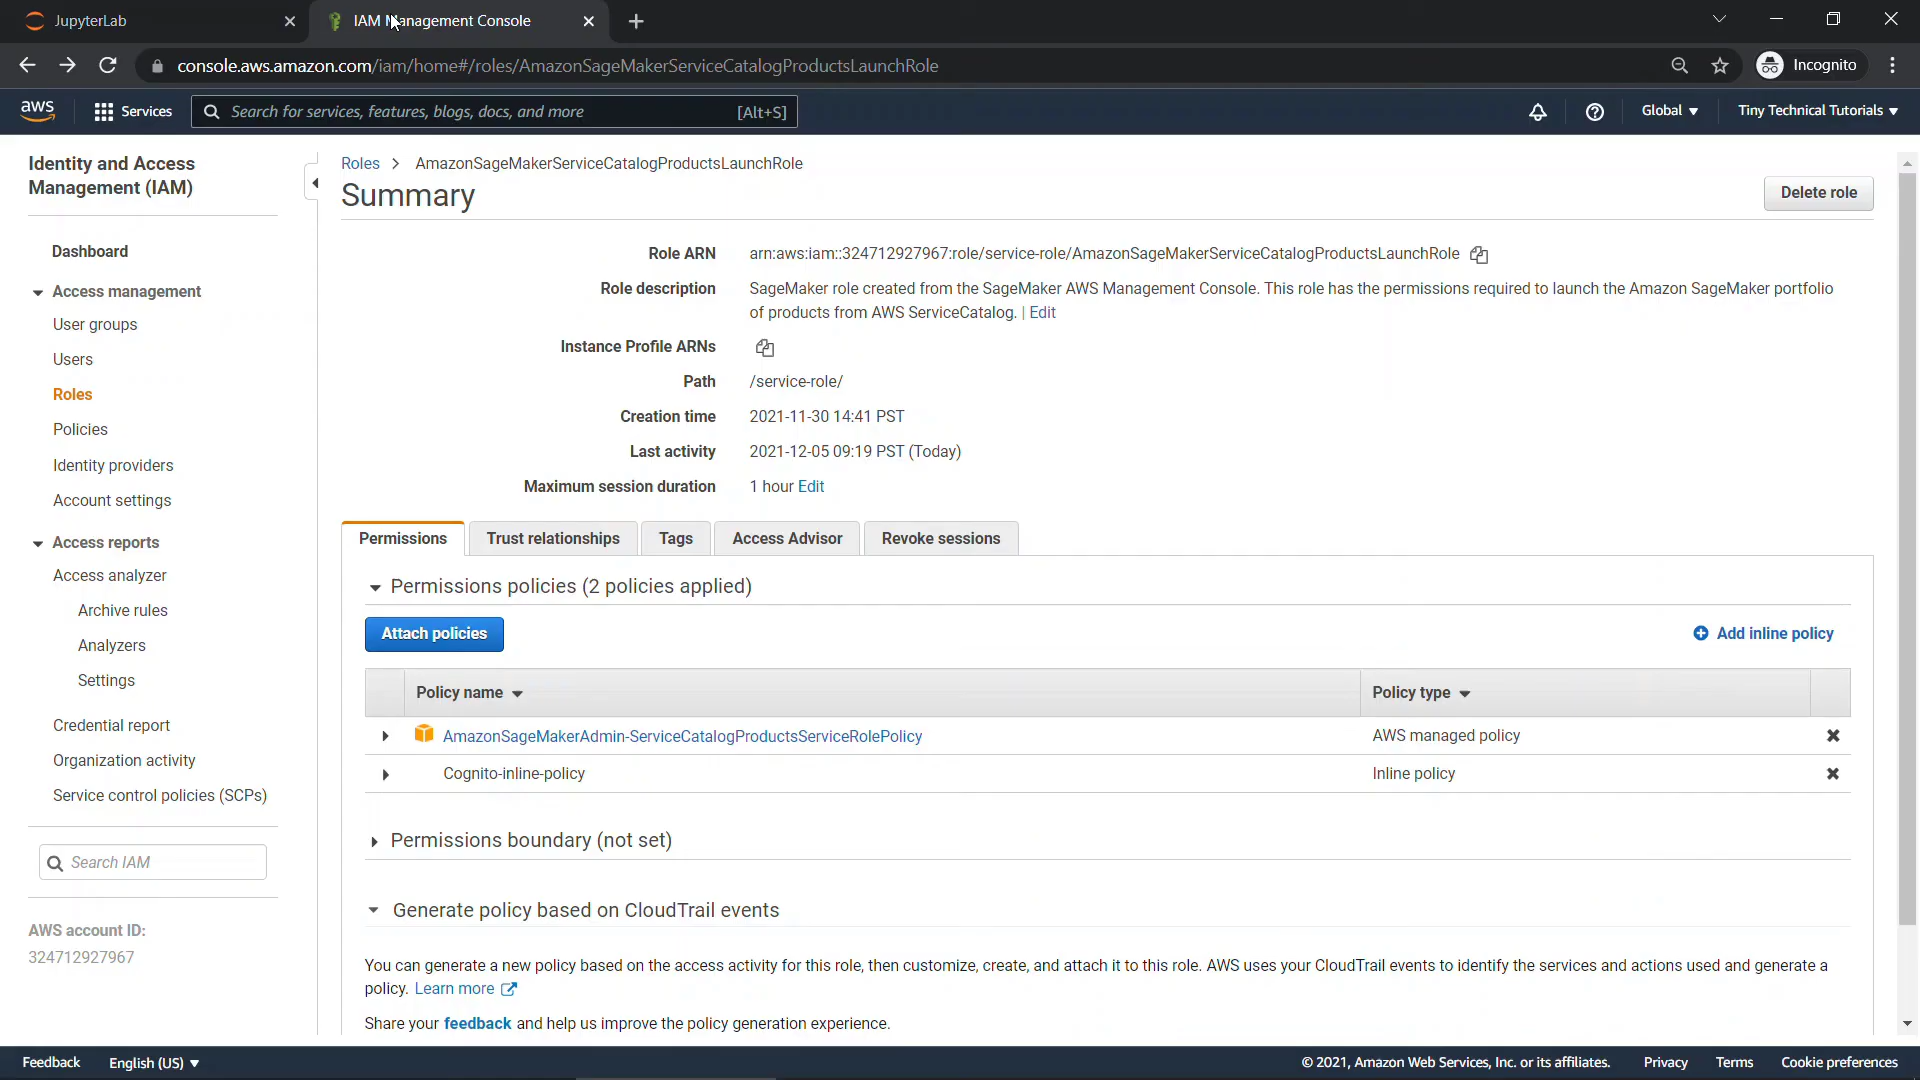 JupyterLab
IAM Management Console
console.aws.amazon.com/iam/home#/roles/AmazonSageMakerServiceCatalogProductsLaunchRole
Incognito
aws
Services
Search for services, features, blogs, docs, and more
[Alt+S]
Global
Tiny Technical Tutorials
Identity and Access
Management (IAM)
Dashboard
Access management
User groups
Users
Roles
Policies
Identity providers
Account settings
Access reports
Access analyzer
Archive rules
Analyzers
Settings
Credential report
Organization activity
Service control policies (SCPs)
Search IAM
AWS account ID:
324712927967
Roles > AmazonSageMakerServiceCatalogProductsLaunchRole
Summary
Delete role
Role ARN arn:aws:iam::324712927967:role/service-role/AmazonSageMakerServiceCatalogProductsLaunchRole
Role description SageMaker role created from the SageMaker AWS Management Console. This role has the permissions required to launch the Amazon SageMaker portfolio
of products from AWS ServiceCatalog. | Edit
Instance Profile ARNs
Path /service-role/
Creation time 2021-11-30 14:41 PST
Last activity 2021-12-05 09:19 PST (Today)
Maximum session duration 1 hour Edit
Permissions Trust relationships Tags Access Advisor Revoke sessions
Permissions policies (2 policies applied)
Attach policies
Add inline policy
Policy name Policy type
AmazonSageMakerAdmin-ServiceCatalogProductsServiceRolePolicy AWS managed policy
Cognito-inline-policy Inline policy
Permissions boundary (not set)
Generate policy based on CloudTrail events
You can generate a new policy based on the access activity for this role, then customize, create, and attach it to this role. AWS uses your CloudTrail events to identify the services and actions used and generate a
policy. Learn more
Share your feedback and help us improve the policy generation experience.
Feedback English (US)
© 2021, Amazon Web Services, Inc. or its affiliates. Privacy Terms Cookie preferences